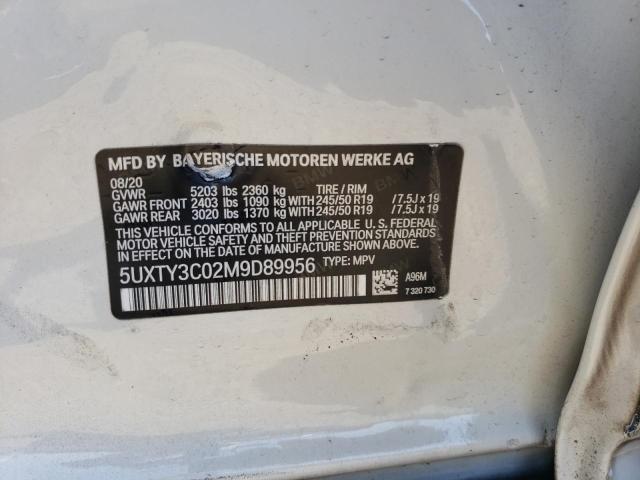 MFD BY BAYERISCHE MOTOREN WERKE AG
08/20
GVWR 5203 lbs 2360 kg TIRE / RIM
GAWR FRONT 2403 lbs 1090 kg WITH 245/50 R19 /7.5J x 19
GAWR REAR 3020 lbs 1370 kg WITH 245/50 R19 /7.5J x 19
THIS VEHICLE CONFORMS TO ALL APPLICABLE U.S. FEDERAL
MOTOR VEHICLE SAFETY, BUMPER, AND THEFT PREVENTION
STANDARDS IN EFFECT ON THE DATE OF MANUFACTURE SHOWN ABOVE.
5UXTY3C02M9D89956 TYPE: MPV
A96M
7 320 730